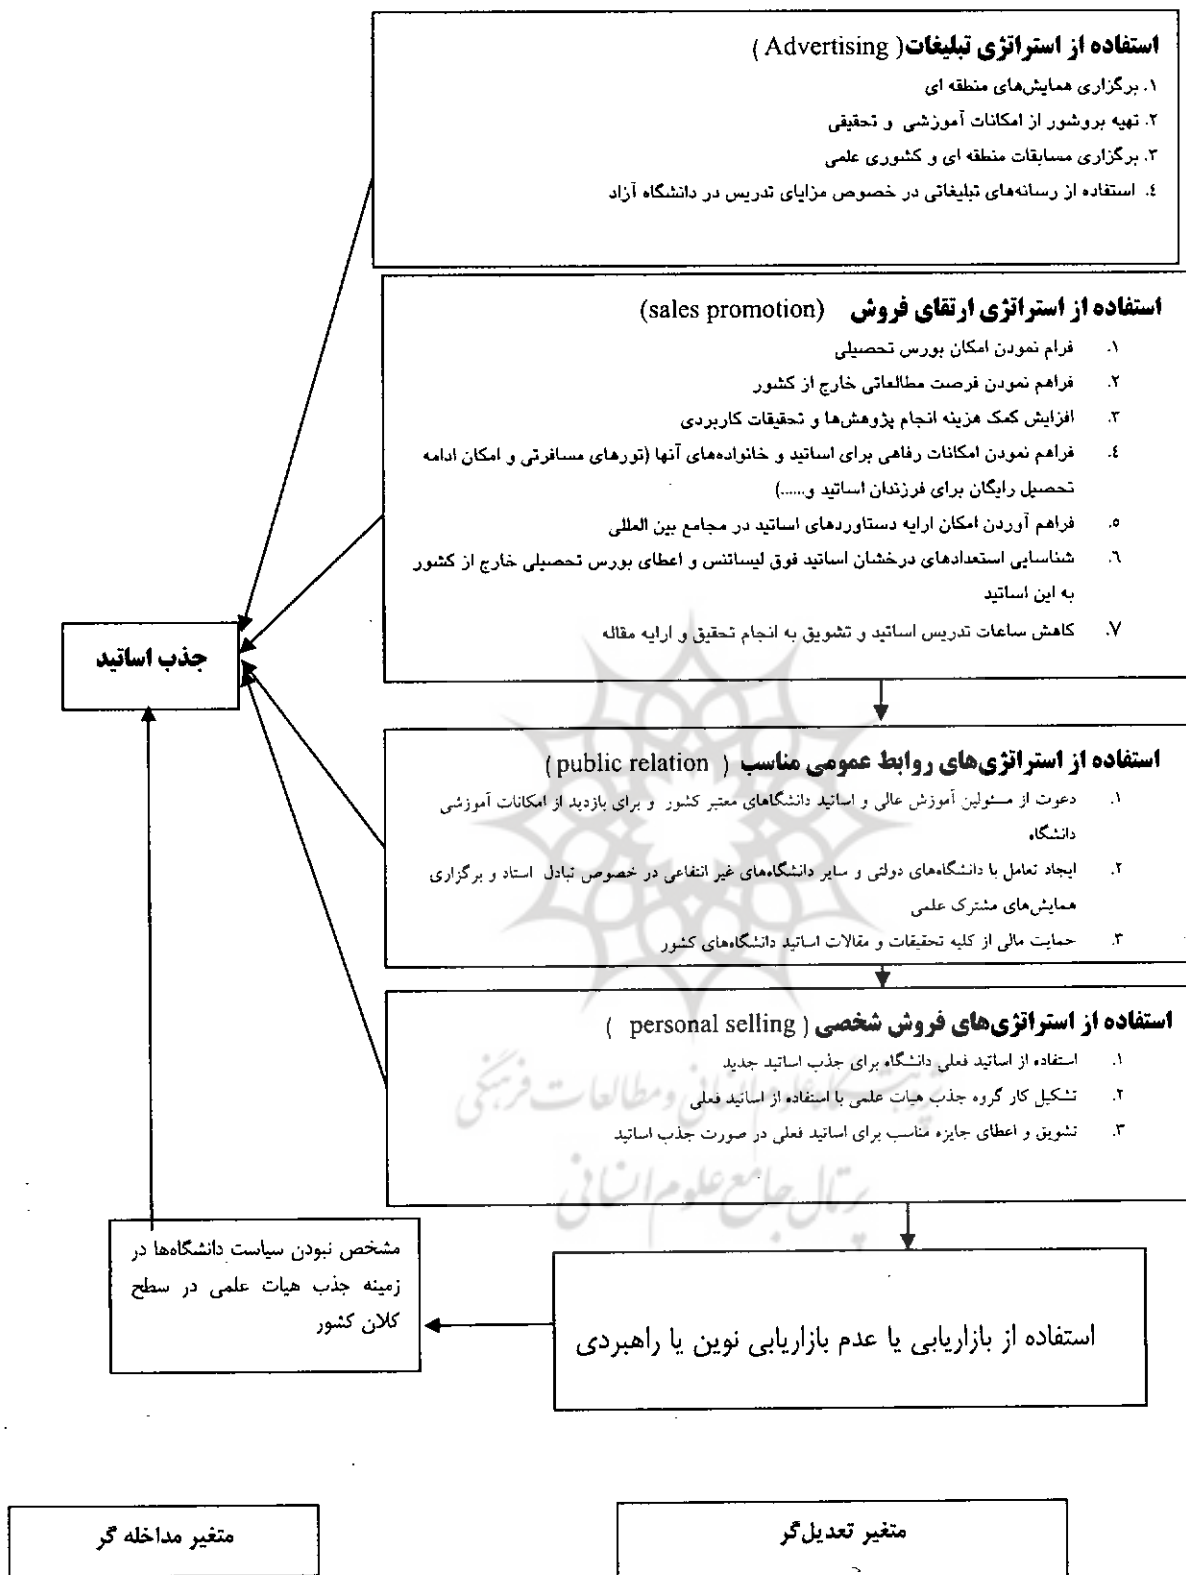 استفاده از استراتژی تبلیغات( Advertising )
۱. برگزاری همایش‌های منطقه ای
۲. تهیه بروشور از امکانات آموزشی و تحقیقی
۳. برگزاری مسابقات منطقه ای و کشوری علمی
٤. استفاده از رسانه‌های تبلیغاتی در خصوص مزایای تدریس در دانشگاه آزاد
استفاده از استراتژی ارتقای فروش (sales promotion)
۱. فرام نمودن امکان بورس تحصیلی
۲. فراهم نمودن فرصت مطالعاتی خارج از کشور
۳. افزایش کمک هزینه انجام پژوهش‌ها و تحقیقات کاربردی
٤. فراهم نمودن امکانات رفاهی برای اساتید و خانواده‌های آنها (تورهای مسافرتی و امکان ادامه
تحصیل رایگان برای فرزندان اساتید و......)
٥. فراهم آوردن امکان ارایه دستاوردهای اساتید در مجامع بین المللی
٦. شناسایی استعدادهای درخشان اساتید فوق لیسانس و اعطای بورس تحصیلی خارج از کشور
به این اساتید
۷. کاهش ساعات تدریس اساتید و تشویق به انجام تحقیق و ارایه مقاله
جذب اساتید
استفاده از استراتژی‌های روابط عمومی مناسب ( public relation )
۱. دعوت از مسئولین آموزش عالی و اساتید دانشگاهای معتبر کشور و برای بازدید از امکانات آموزشی
دانشگاه
۲. ایجاد تعامل با دانشگاه‌های دولتی و سایر دانشگاه‌های غیر انتفاعی در خصوص تبادل استاد و برگزاری
همایش‌های مشترک علمی
۳. حمایت مالی از کلیه تحقیقات و مقالات اساتید دانشگاه‌های کشور
استفاده از استراتژی‌های فروش شخصی ( personal selling )
۱. استفاده از اساتید فعلی دانشگاه برای جذب اساتید جدید
۲. تشکیل کار گروه جذب هیات علمی با استفاده از اساتید فعلی
۳. تشویق و اعطای جایزه مناسب برای اساتید فعلی در صورت جذب اساتید
پژوهشگاه علوم انسانی و مطالعات فرهنگی
پرتال جامع علوم انسانی
مشخص نبودن سیاست دانشگاه‌ها در
زمینه جذب هیات علمی در سطح
کلان کشور
استفاده از بازاریابی یا عدم بازاریابی نوین یا راهبردی
متغیر تعدیل‌گر
متغیر مداخله گر